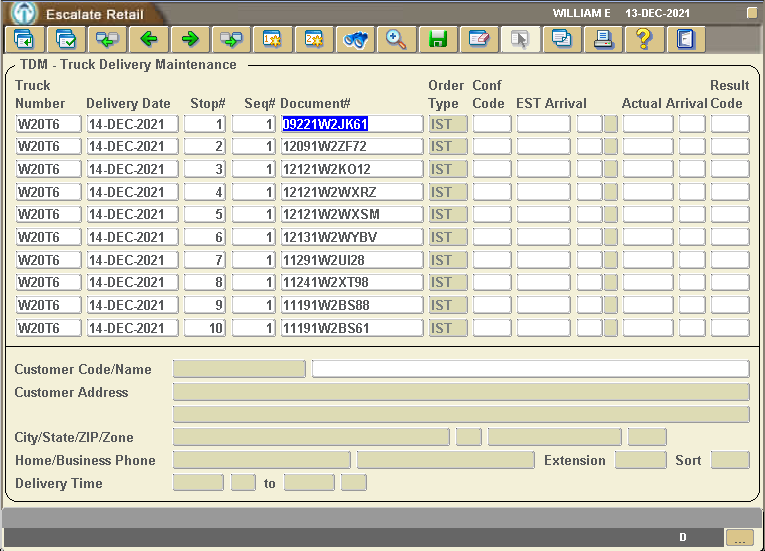 Escalate Retail WILLIAM E 13-DEC-2021
TDM - Truck Delivery Maintenance
Truck Order Conf Result
Number Delivery Date Stop# Seq# Document# Type Code EST Arrival Actual Arrival Code
W20T6 14-DEC-2021 1 1 09221W2JK61 IST
W20T6 14-DEC-2021 2 1 12091W2ZF72 IST
W20T6 14-DEC-2021 3 1 12121W2KO12 IST
W20T6 14-DEC-2021 4 1 12121W2WXRZ IST
W20T6 14-DEC-2021 5 1 12121W2WXSM IST
W20T6 14-DEC-2021 6 1 12131W2WYBV IST
W20T6 14-DEC-2021 7 1 11291W2UI28 IST
W20T6 14-DEC-2021 8 1 11241W2XT98 IST
W20T6 14-DEC-2021 9 1 11191W2BS88 IST
W20T6 14-DEC-2021 10 1 11191W2BS61 IST
Customer Code/Name
Customer Address
City/State/ZIP/Zone
Home/Business Phone Extension Sort
Delivery Time to
D ...